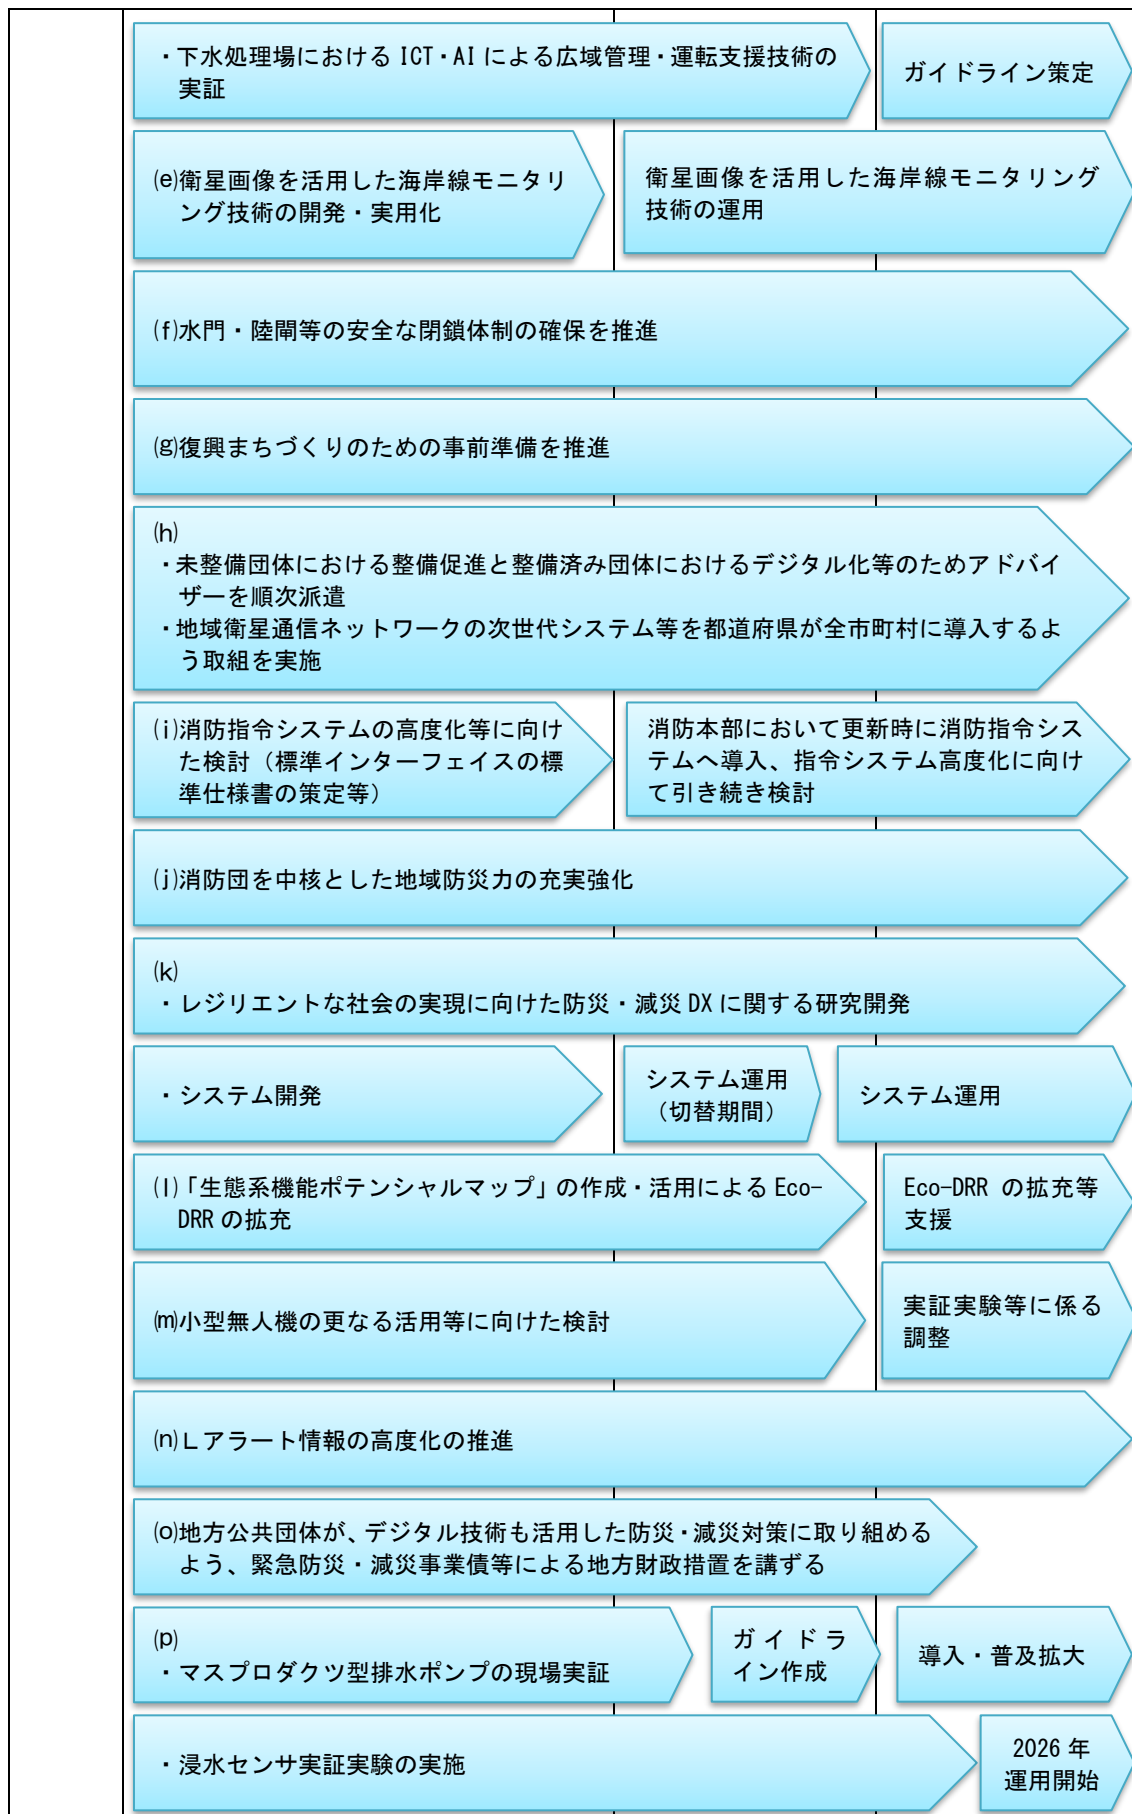 ・下水処理場における ICT・AI による広域管理・運転支援技術の
実証
ガイドライン策定
(e)衛星画像を活用した海岸線モニタリ
ング技術の開発・実用化
衛星画像を活用した海岸線モニタリング
技術の運用
(f)水門・陸閘等の安全な閉鎖体制の確保を推進
(g)復興まちづくりのための事前準備を推進
(h)
・未整備団体における整備促進と整備済み団体におけるデジタル化等のためアドバイ
ザーを順次派遣
・地域衛星通信ネットワークの次世代システム等を都道府県が全市町村に導入するよ
う取組を実施
(i)消防指令システムの高度化等に向け
た検討（標準インターフェイスの標
準仕様書の策定等）
消防本部において更新時に消防指令シス
テムへ導入、指令システム高度化に向け
て引き続き検討
(j)消防団を中核とした地域防災力の充実強化
(k)
・レジリエントな社会の実現に向けた防災・減災 DX に関する研究開発
・システム開発
システム運用
（切替期間）
システム運用
(l)「生態系機能ポテンシャルマップ」の作成・活用による Eco-
DRR の拡充
Eco-DRR の拡充等
支援
(m)小型無人機の更なる活用等に向けた検討
実証実験等に係る
調整
(n)Ｌアラート情報の高度化の推進
(o)地方公共団体が、デジタル技術も活用した防災・減災対策に取り組める
よう、緊急防災・減災事業債等による地方財政措置を講ずる
(p)
・マスプロダクツ型排水ポンプの現場実証
ガイドラ
イン作成
導入・普及拡大
・浸水センサ実証実験の実施
2026 年
運用開始